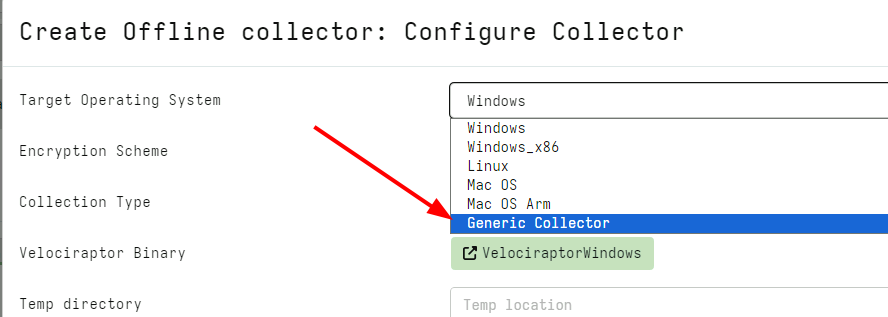 Create Offline collector: Configure Collector
Target Operating System
Windows
Windows
Windows_x86
Encryption Scheme
Linux
Mac OS
Collection Type
Mac OS Arm
Generic Collector
Velociraptor Binary
VelociraptorWindows
Temp directory
Temp location